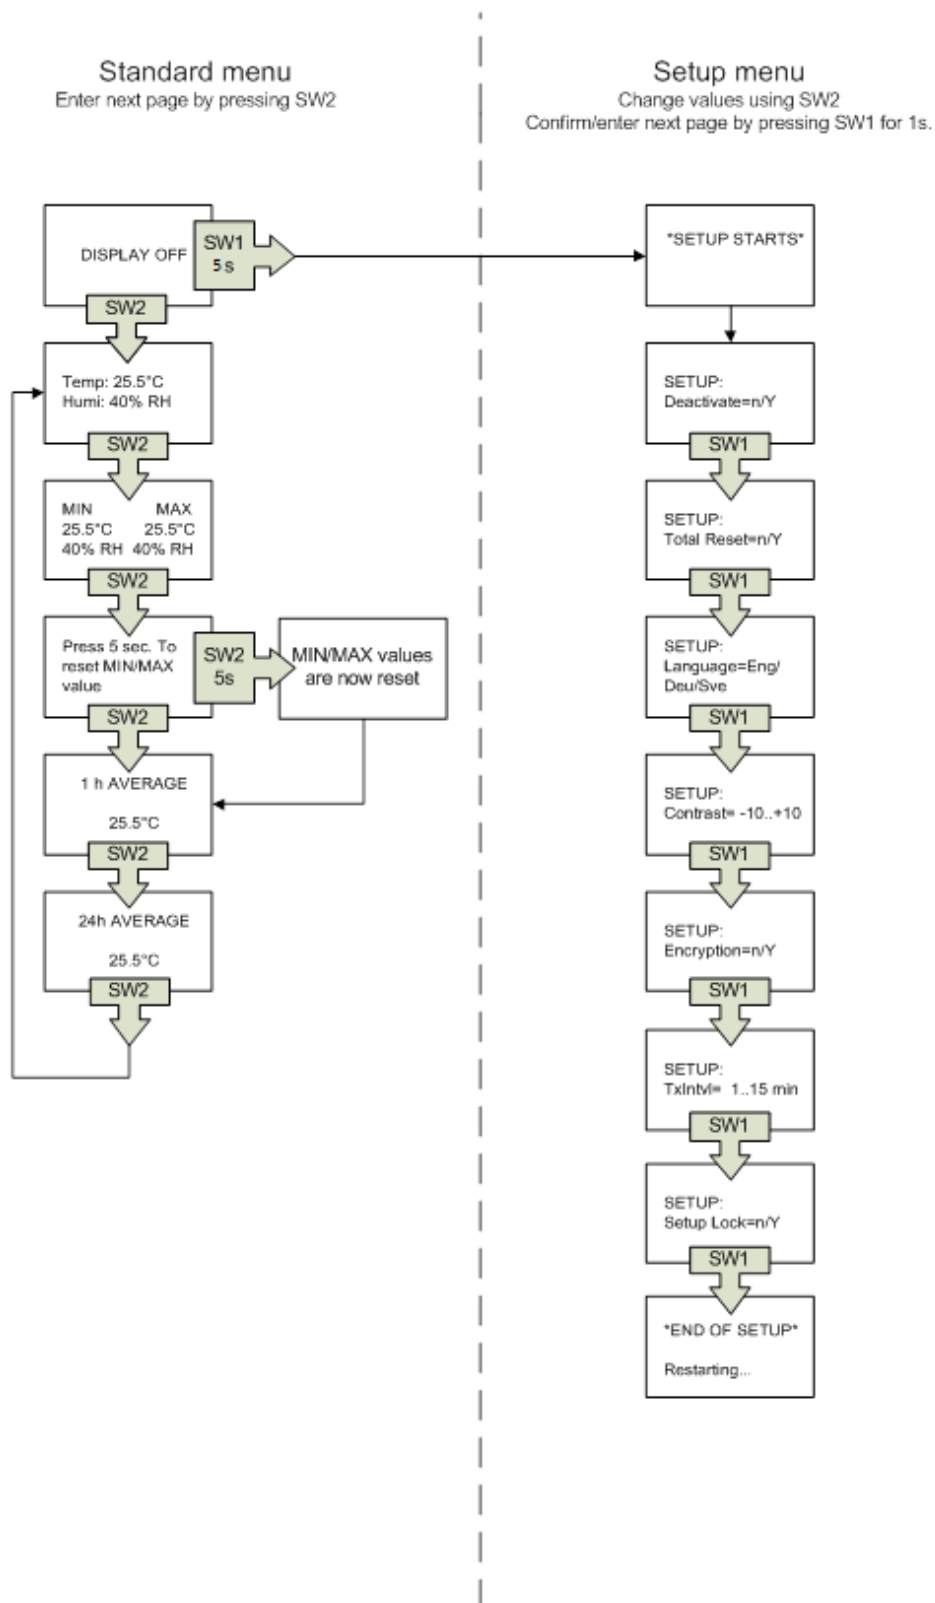 Standard menu
Enter next page by pressing SW2
DISPLAY OFF
SW1
5s
SW2
Temp: 25.5°C
Humi: 40% RH
SW2
MIN MAX
25.5°C 25.5°C
40% RH 40% RH
SW2
Press 5 sec. To
reset MIN/MAX
value
SW2
5s
MIN/MAX values
are now reset
SW2
1 h AVERAGE
25.5°C
SW2
24h AVERAGE
25.5°C
SW2
Setup menu
Change values using SW2
Confirm/enter next page by pressing SW1 for 1s.
*SETUP STARTS*
SETUP:
Deactivate=n/Y
SW1
SETUP:
Total Reset=n/Y
SW1
SETUP:
Language=Eng/
Deu/Sve
SW1
SETUP:
Contrast= -10..+10
SW1
SETUP:
Encryption=n/Y
SW1
SETUP:
TxIntvl= 1..15 min
SW1
SETUP:
Setup Lock=n/Y
SW1
*END OF SETUP*
Restarting...